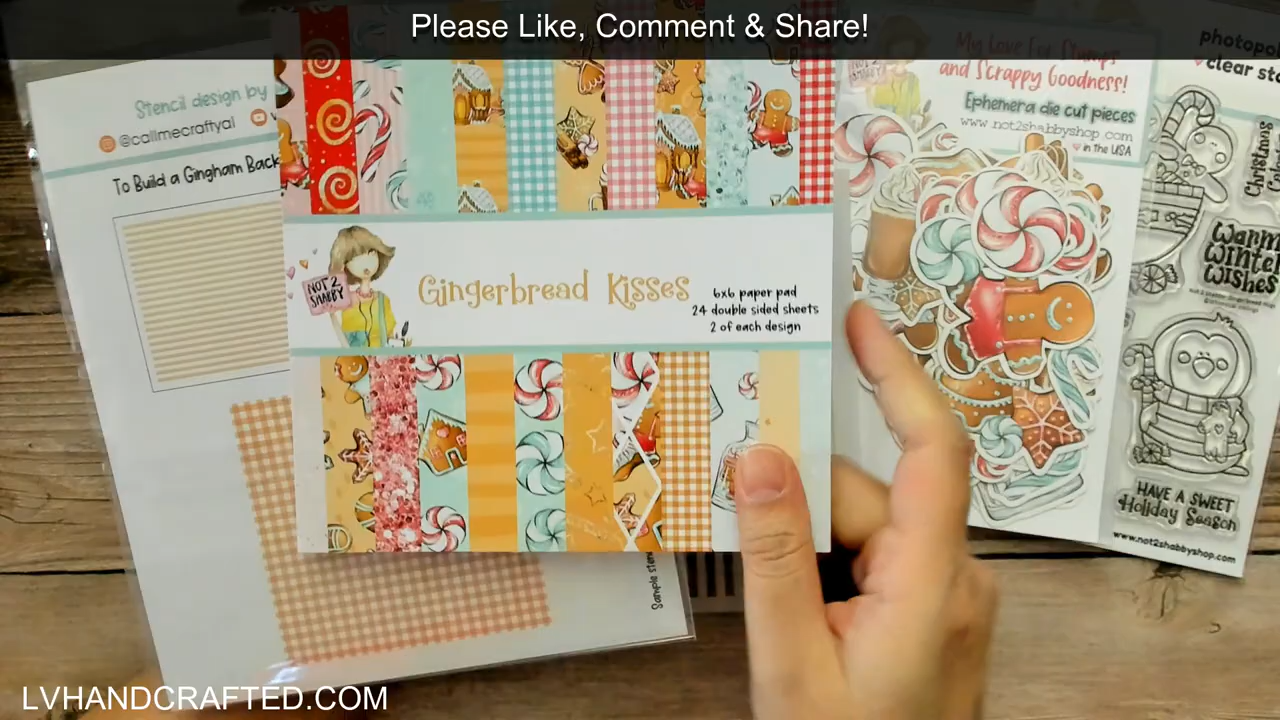 Please Like, Comment & Share!
Stencil design by
@callmecraftyal
To Build a Gingham Back
NOT 2
SHABBY
Gingerbread Kisses
6x6 paper pad
24 double sided sheets
2 of each design
My Love For Stamps
and Scrappy Goodness!
Ephemera die cut pieces
www.not2shabbyshop.com
in the USA
photopol
clear sta
Christmas
Warm
Winter
Wishes
HAVE A SWEET
Holiday Season
www.not2shabbyshop.com
Sample stenc
LVHANDCRAFTED.COM